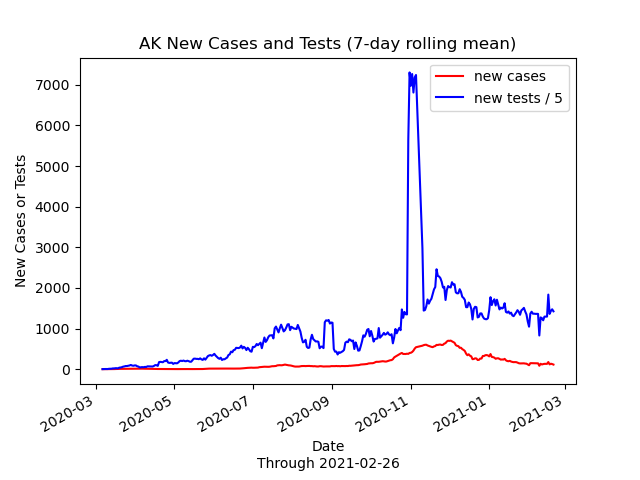 AK New Cases and Tests (7-day rolling mean)
new cases
new tests / 5
7000
6000
5000
4000
3000
2000
1000
0
New Cases or Tests
2020-03
2020-05
2020-07
2020-09
2020-11
2021-01
2021-03
Date
Through 2021-02-26